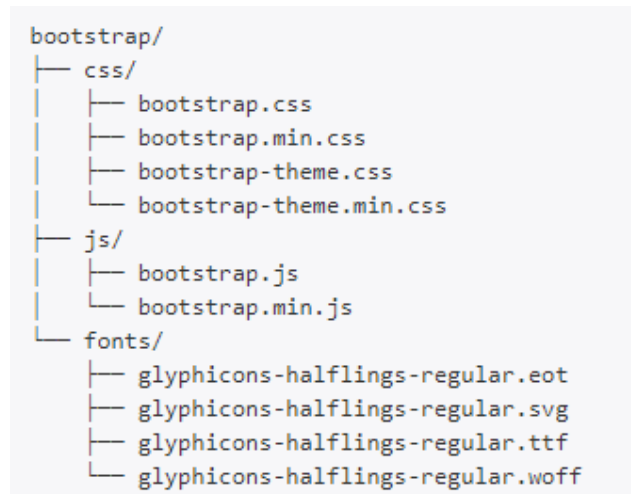 bootstrap/
├── css/
│   ├── bootstrap.css
│   ├── bootstrap.min.css
│   ├── bootstrap-theme.css
│   └── bootstrap-theme.min.css
├── js/
│   ├── bootstrap.js
│   └── bootstrap.min.js
└── fonts/
    ├── glyphicons-halflings-regular.eot
    ├── glyphicons-halflings-regular.svg
    ├── glyphicons-halflings-regular.ttf
    └── glyphicons-halflings-regular.woff